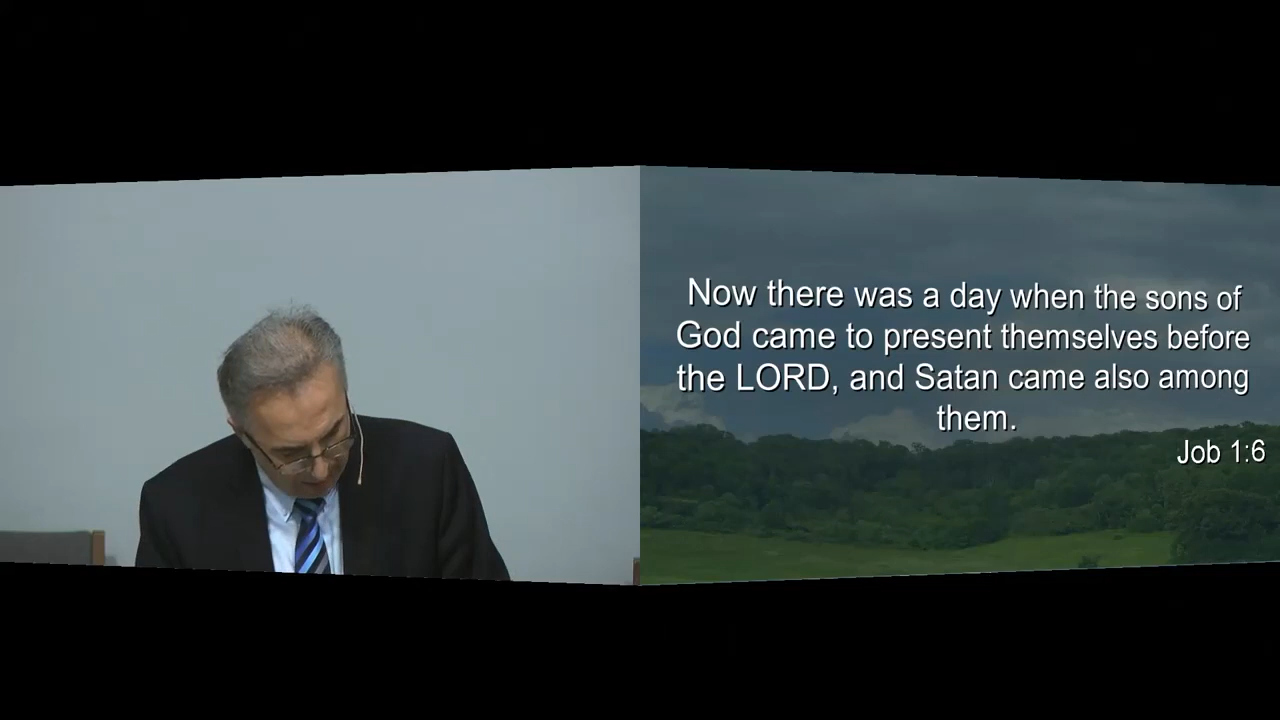 Now there was a day when the sons of
God came to present themselves before
the LORD, and Satan came also among
them.
Job 1:6